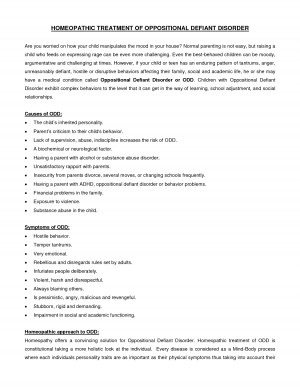 HOMEOPATHIC TREATMENT OF OPPOSITIONAL DEFIANT DISORDER
Are you worned on how your child manipulates the mood in your house? Normal parenting is not easy, but raising a
child who feeds on expressing rage can be even more challenging. Even the best-behaved children can be moody,
argumentative and challenging at times. However, if your child or teen has an enduring pattern of tantrums, anger,
unreasonably defiant, hostile or disruptive behaviors affecting their family, social and academic life, he or she may
have a medical condition called Oppositional Defiant Disorder or ODD. Children with Oppositional Defiant
Disorder exhibit complex behaviors to the level that it can get in the way of learning, school adjustment, and social
relationships.
Causes of ODD:
• The child's inherited personality.
• Parent's criticism to their child's behavior.
• Lack of supervision, abuse, indiscipline increases the risk of ODD.
• A biochemical or neurological factor.
• Having a parent with alcohol or substance abuse disorder.
• Unsatisfactory rapport with parents.
• Insecurity from parents divorce, several moves, or changing schools frequently.
• Having a parent with ADHD, oppositional defiant disorder or behavior problems.
• Financial problems in the family.
• Exposure to violence.
• Substance abuse in the child.
Symptoms of ODD:
• Hostile behavior.
• Temper tantrums.
• Very emotional.
• Rebellious and disregards rules set by adults.
• Infuriates people deliberately.
• Violent, harsh and disrespectful.
• Always blaming others.
• Is pessimistic, angry, malicious and revengeful.
• Stubborn, rigid and demanding.
• Impairment in social and academic functioning.
Homeopathic approach to ODD:
Homeopathy offers a convincing solution for Oppositional Defiant Disorder. Homeopathic treatment of ODD is
constitutional taking a more holistic look at the individual. Every disease is considered as a Mind-Body process
where each individuals personality traits are as important as their physical symptoms thus taking into account their